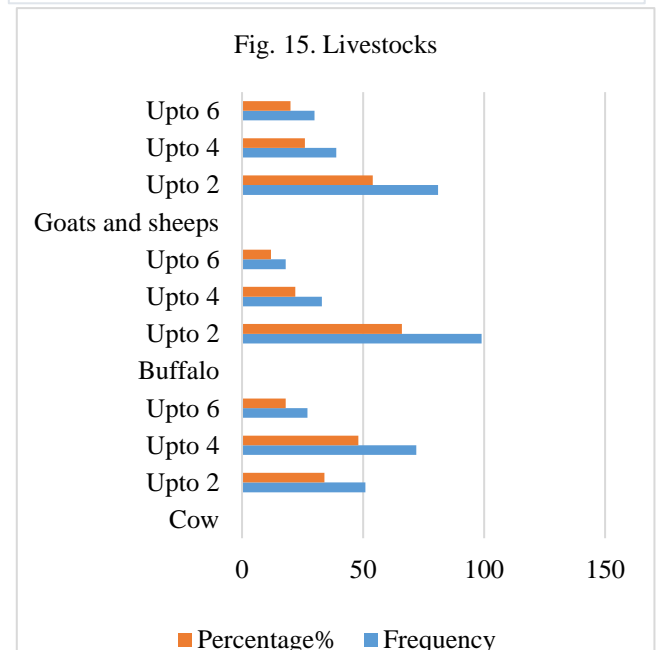 Fig. 15. Livestocks
Upto 6
Upto 4
Upto 2
Goats and sheeps
Upto 6
Upto 4
Upto 2
Buffalo
Upto 6
Upto 4
Upto 2
Cow
0 50 100 150
Percentage% Frequency